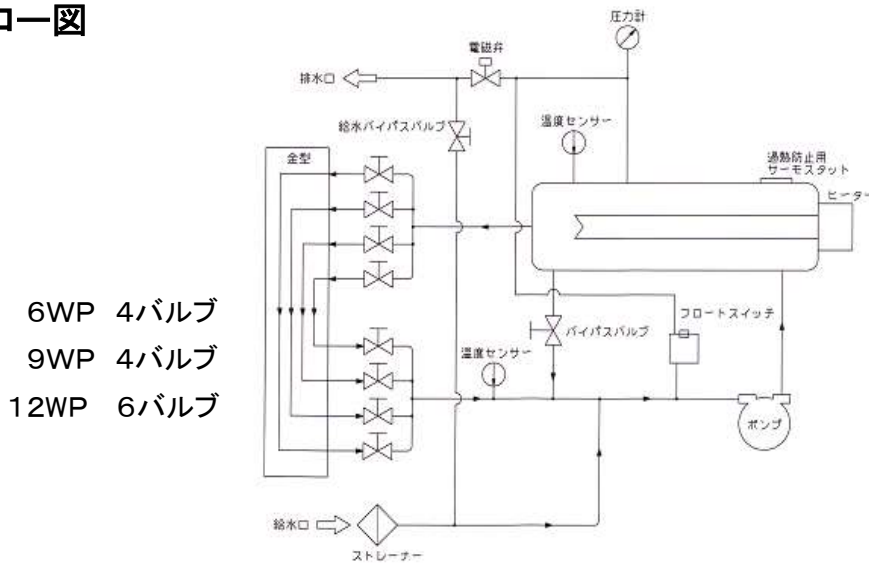 ロー図
圧力計
電磁弁
排水口
給水バイパスバルブ
温度センサー
金型
過熱防止用
サーモスタット
ヒーター
6WP 4バルブ
9WP 4バルブ
12WP 6バルブ
フロートスイッチ
バイパスバルブ
温度センサー
ポンプ
給水口
ストレーナー